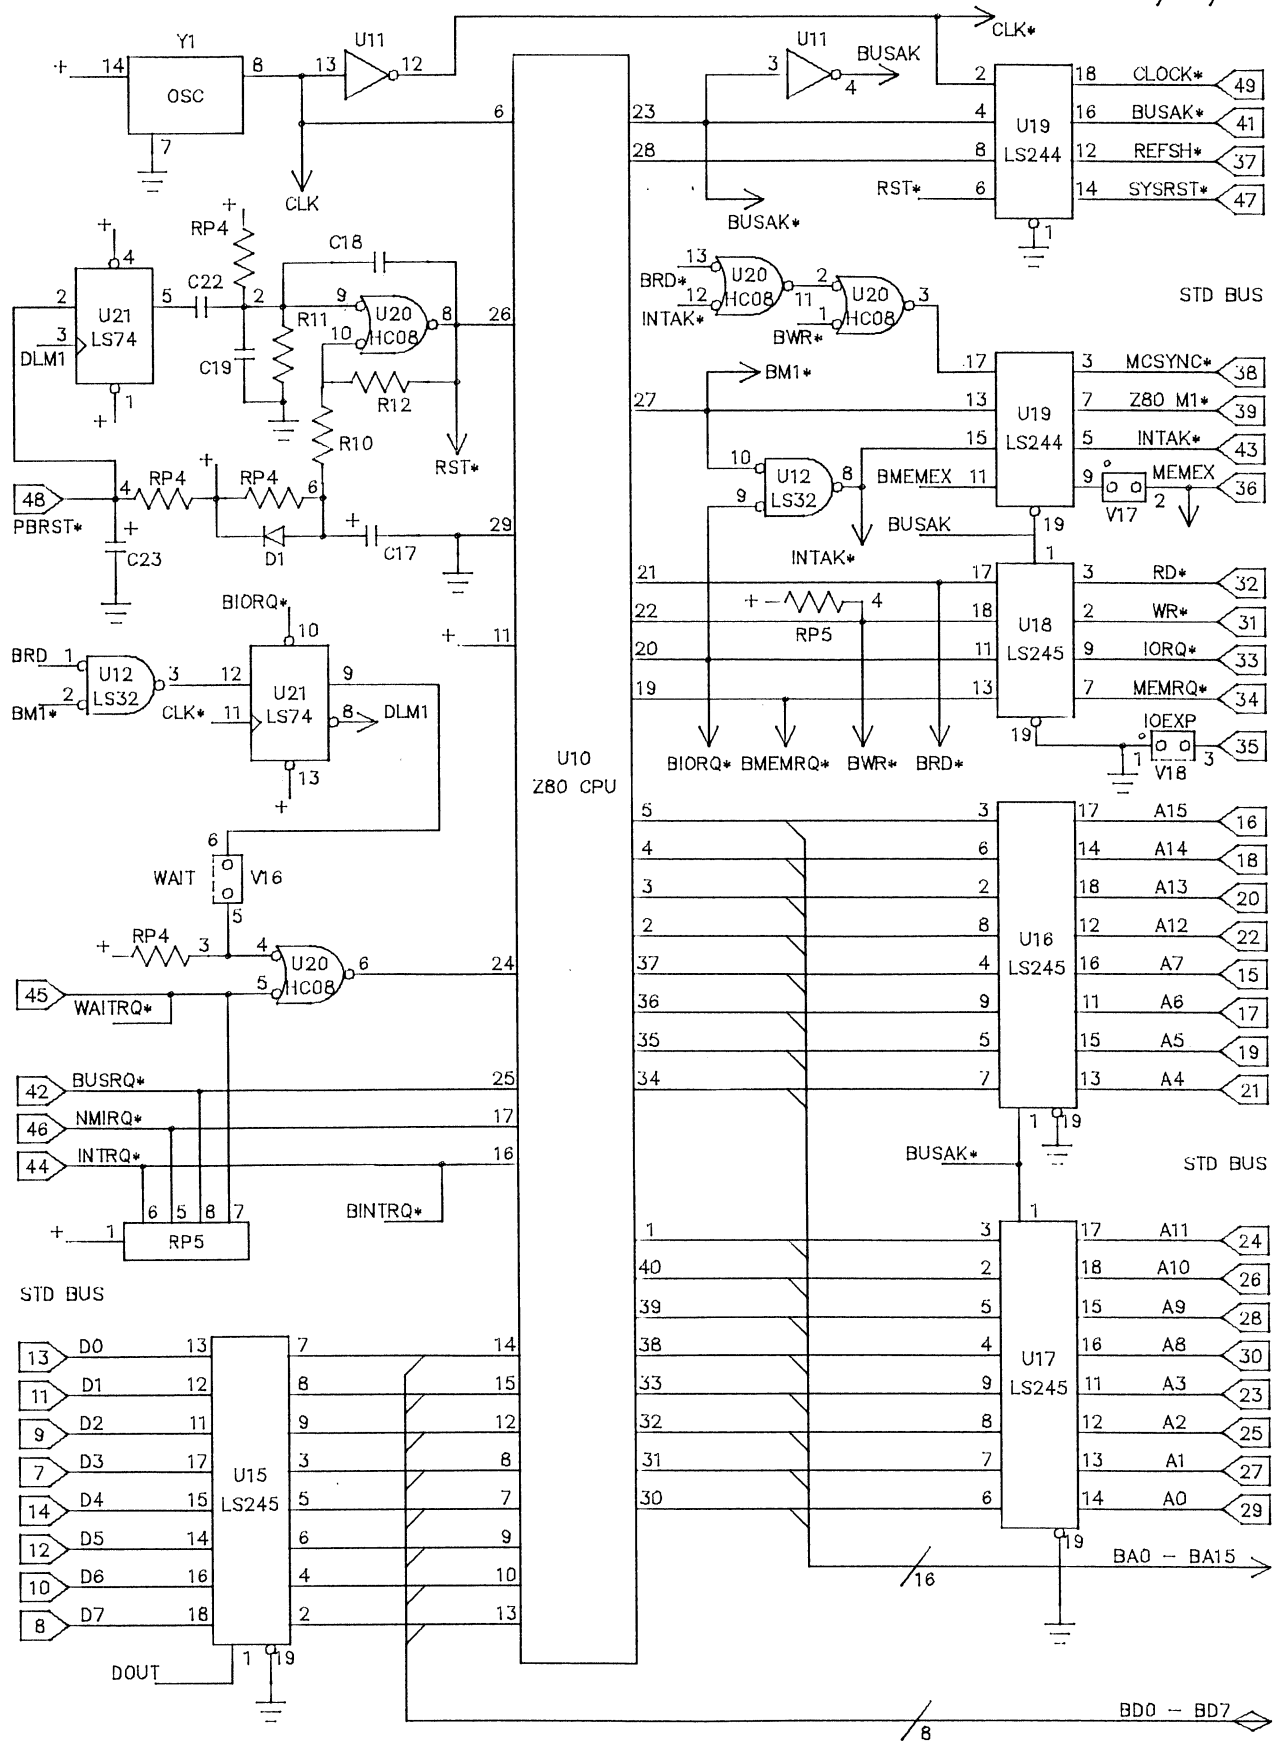 CLK*
Y1
U11
U11
BUSAK
+ 14
8
13
12
3
4
2
18 CLOCK* 49
OSC
7
6
23
4
U19
LS244
16 BUSAK* 41
28
8
12 REFSH* 37
CLK
RST* 6
14 SYSRST* 47
BUSAK*
1
+
RP4
C18
+
4
C22
13
BRD*
12
INTAK*
U20
HC08
11
2
1
BWR*
U20
HC08
3
STD BUS
2
U21
LS74
5
2
9
10
U20
HC08
8
26
3
DLM1
R11
C19
1
+
R12
R10
RST*
BM1*
17
3 MCSYNC* 38
27
13
U19
LS244
7 Z80 M1* 39
10
9
U12
LS32
8
15
5 INTAK* 43
BMEMEX 11
9
V17
2
MEMEX 36
48
PBRST*
4
RP4
+
RP4
6
+
C23
D1
+
C17
29
INTAK*
BUSAK
19
1
21
17
3 RD* 32
+
RP5
4
22
18
U18
LS245
2 WR* 31
20
11
9 IORQ* 33
19
13
7 MEMRQ* 34
19
IOEXP
1
V18
3
35
BIORQ*
10
+ 11
BRD 1
BM1* 2
U12
LS32
3
12
U21
LS74
9
CLK* 11
8 DLM1
13
+
BIORQ* BMEMRQ* BWR* BRD*
U10
Z80 CPU
5
3
17 A15 16
4
6
14 A14 18
3
2
18 A13 20
2
8
U16
LS245
12 A12 22
37
4
16 A7 15
36
9
11 A6 17
35
5
15 A5 19
34
7
13 A4 21
1
19
6
WAIT
V16
5
+
RP4
3
4
5
U20
HC08
6
24
45
WAITRQ*
42 BUSRQ* 25
46 NMIRQ* 17
44 INTRQ* 16
BUSAK*
STD BUS
6 5 8 7
BINTRQ*
+ 1
RP5
1
1
3
17 A11 24
40
2
18 A10 26
STD BUS
39
5
15 A9 28
38
4
U17
LS245
16 A8 30
33
9
11 A3 23
32
8
12 A2 25
31
7
13 A1 27
30
6
14 A0 29
19
13 D0 13
7
14
11 D1 12
8
15
9 D2 11
9
12
7 D3 17
U15
LS245
3
8
14 D4 15
5
7
12 D5 14
6
9
10 D6 16
4
10
8 D7 18
2
13
DOUT
1
19
16
BA0 - BA15
8
BD0 - BD7